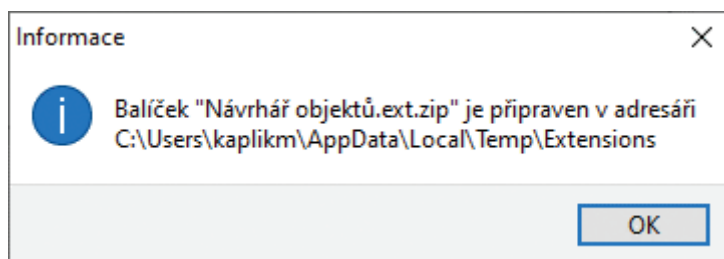 Informace
Balíček "Návrhář objektů.ext.zip" je připraven v adresáři
C:\Users\kaplikm\AppData\Local\Temp\Extensions
OK